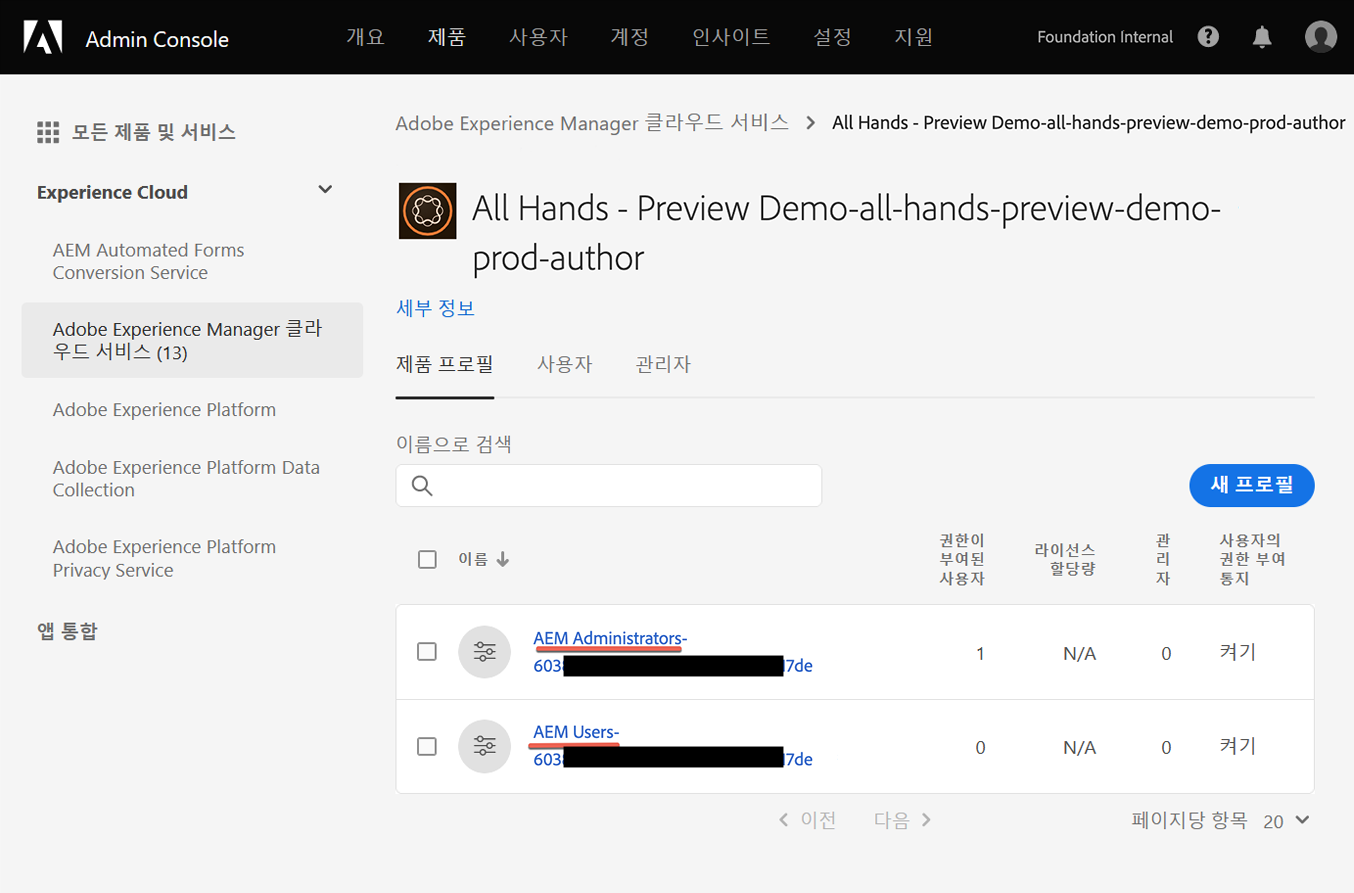 Admin Console
개요 제품 사용자 계정 인사이트 설정 지원
Foundation Internal
모든 제품 및 서비스
Experience Cloud
AEM Automated Forms
Conversion Service
Adobe Experience Manager 클라
우드 서비스 (13)
Adobe Experience Platform
Adobe Experience Platform Data
Collection
Adobe Experience Platform
Privacy Service
앱 통합
Adobe Experience Manager 클라우드 서비스 > All Hands - Preview Demo-all-hands-preview-demo-prod-author
All Hands - Preview Demo-all-hands-preview-demo-
prod-author
세부 정보
제품 프로필 사용자 관리자
이름으로 검색
새 프로필
이름
권한이
부여된
사용자
라이선스
할당량
관
리
자
사용자의
권한 부여
통지
AEM Administrators-
603 7de
1 N/A 0 켜기
AEM Users-
603 7de
0 N/A 0 켜기
이전 다음
페이지당 항목 20